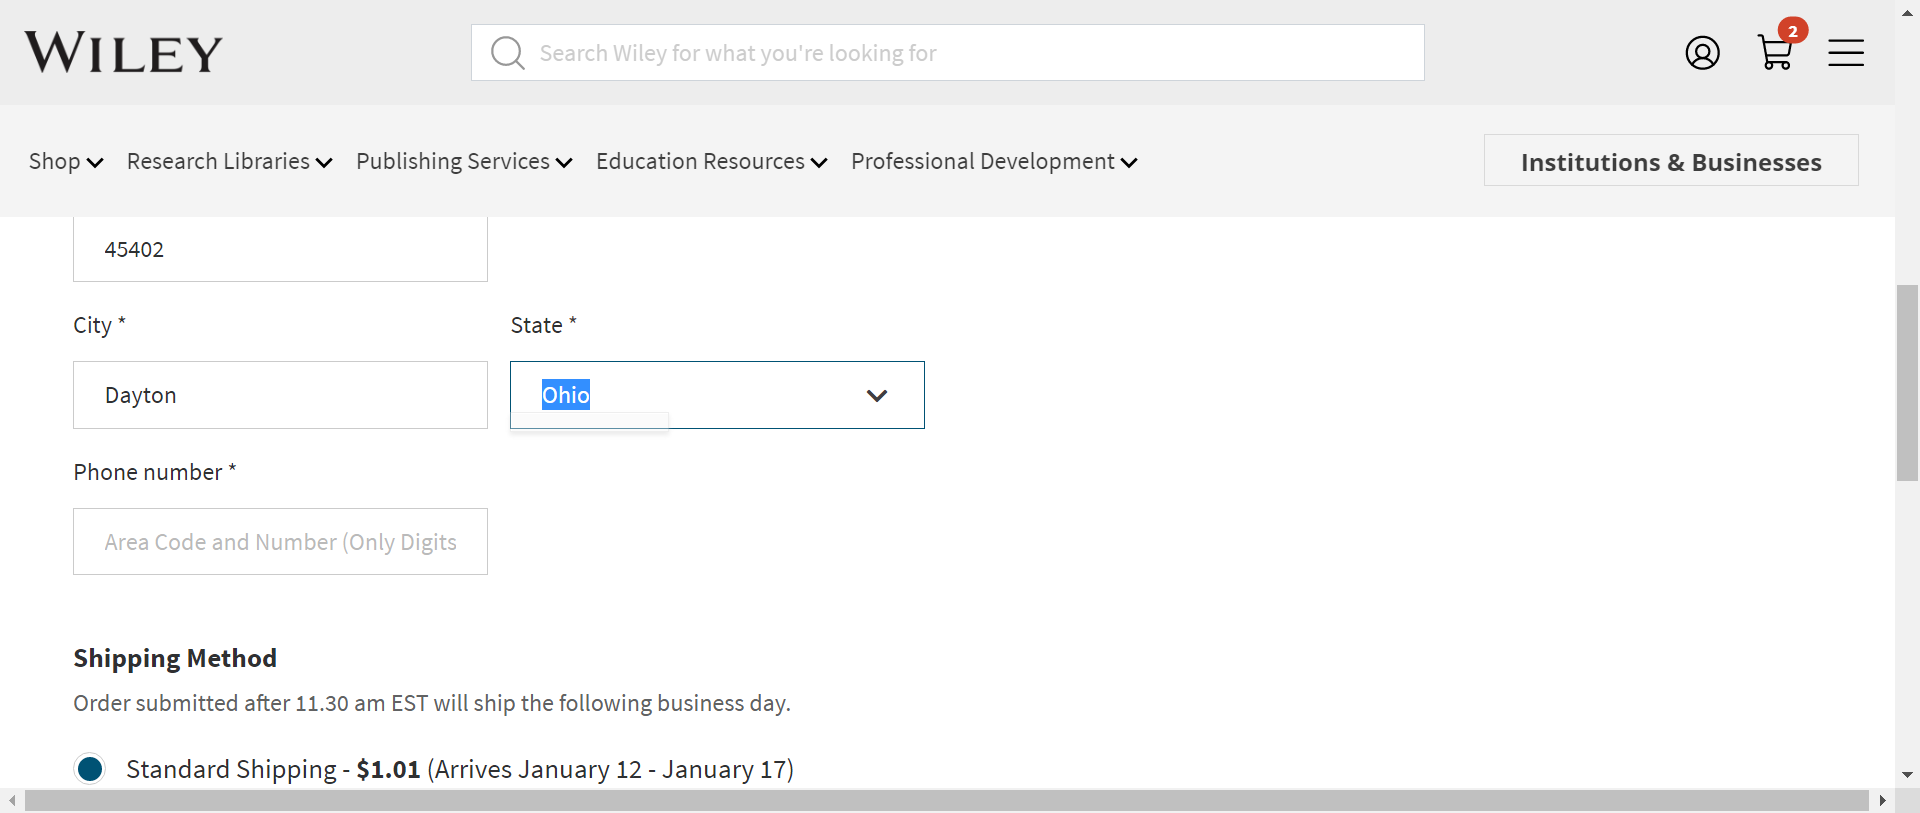 WILEY
Search Wiley for what you're looking for
2
Shop
Research Libraries
Publishing Services
Education Resources
Professional Development
Institutions & Businesses
45402
City *
State *
Dayton
Ohio
Phone number *
Area Code and Number (Only Digits
Shipping Method
Order submitted after 11.30 am EST will ship the following business day.
Standard Shipping - $1.01 (Arrives January 12 - January 17)